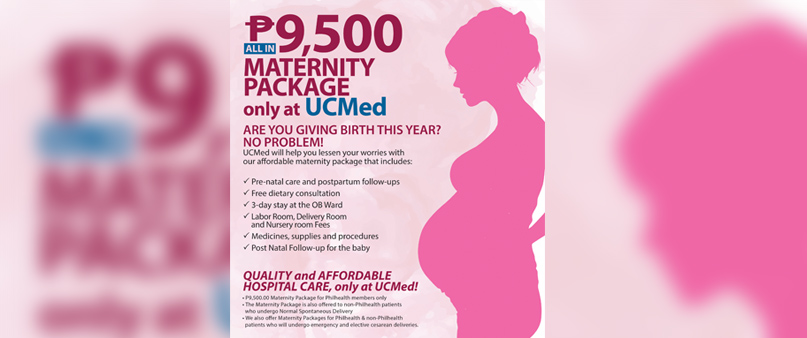 ₱9,500
ALL IN
MATERNITY
PACKAGE
only at UCMed
ARE YOU GIVING BIRTH THIS YEAR?
NO PROBLEM!
UCMed will help you lessen your worries with
our affordable maternity package that includes:
✓ Pre-natal care and postpartum follow-ups
✓ Free dietary consultation
✓ 3-day stay at the OB Ward
✓ Labor Room, Delivery Room
and Nursery room Fees
✓ Medicines, supplies and procedures
✓ Post Natal Follow-up for the baby
QUALITY and AFFORDABLE
HOSPITAL CARE, only at UCMed!
• P9,500.00 Maternity Package for Philhealth members only
• The Maternity Package is also offered to non-Philhealth patients
who undergo Normal Spontaneous Delivery
• We also offer Maternity Packages for Philhealth & non-Philhealth
patients who will undergo emergency and elective cesarean deliveries.